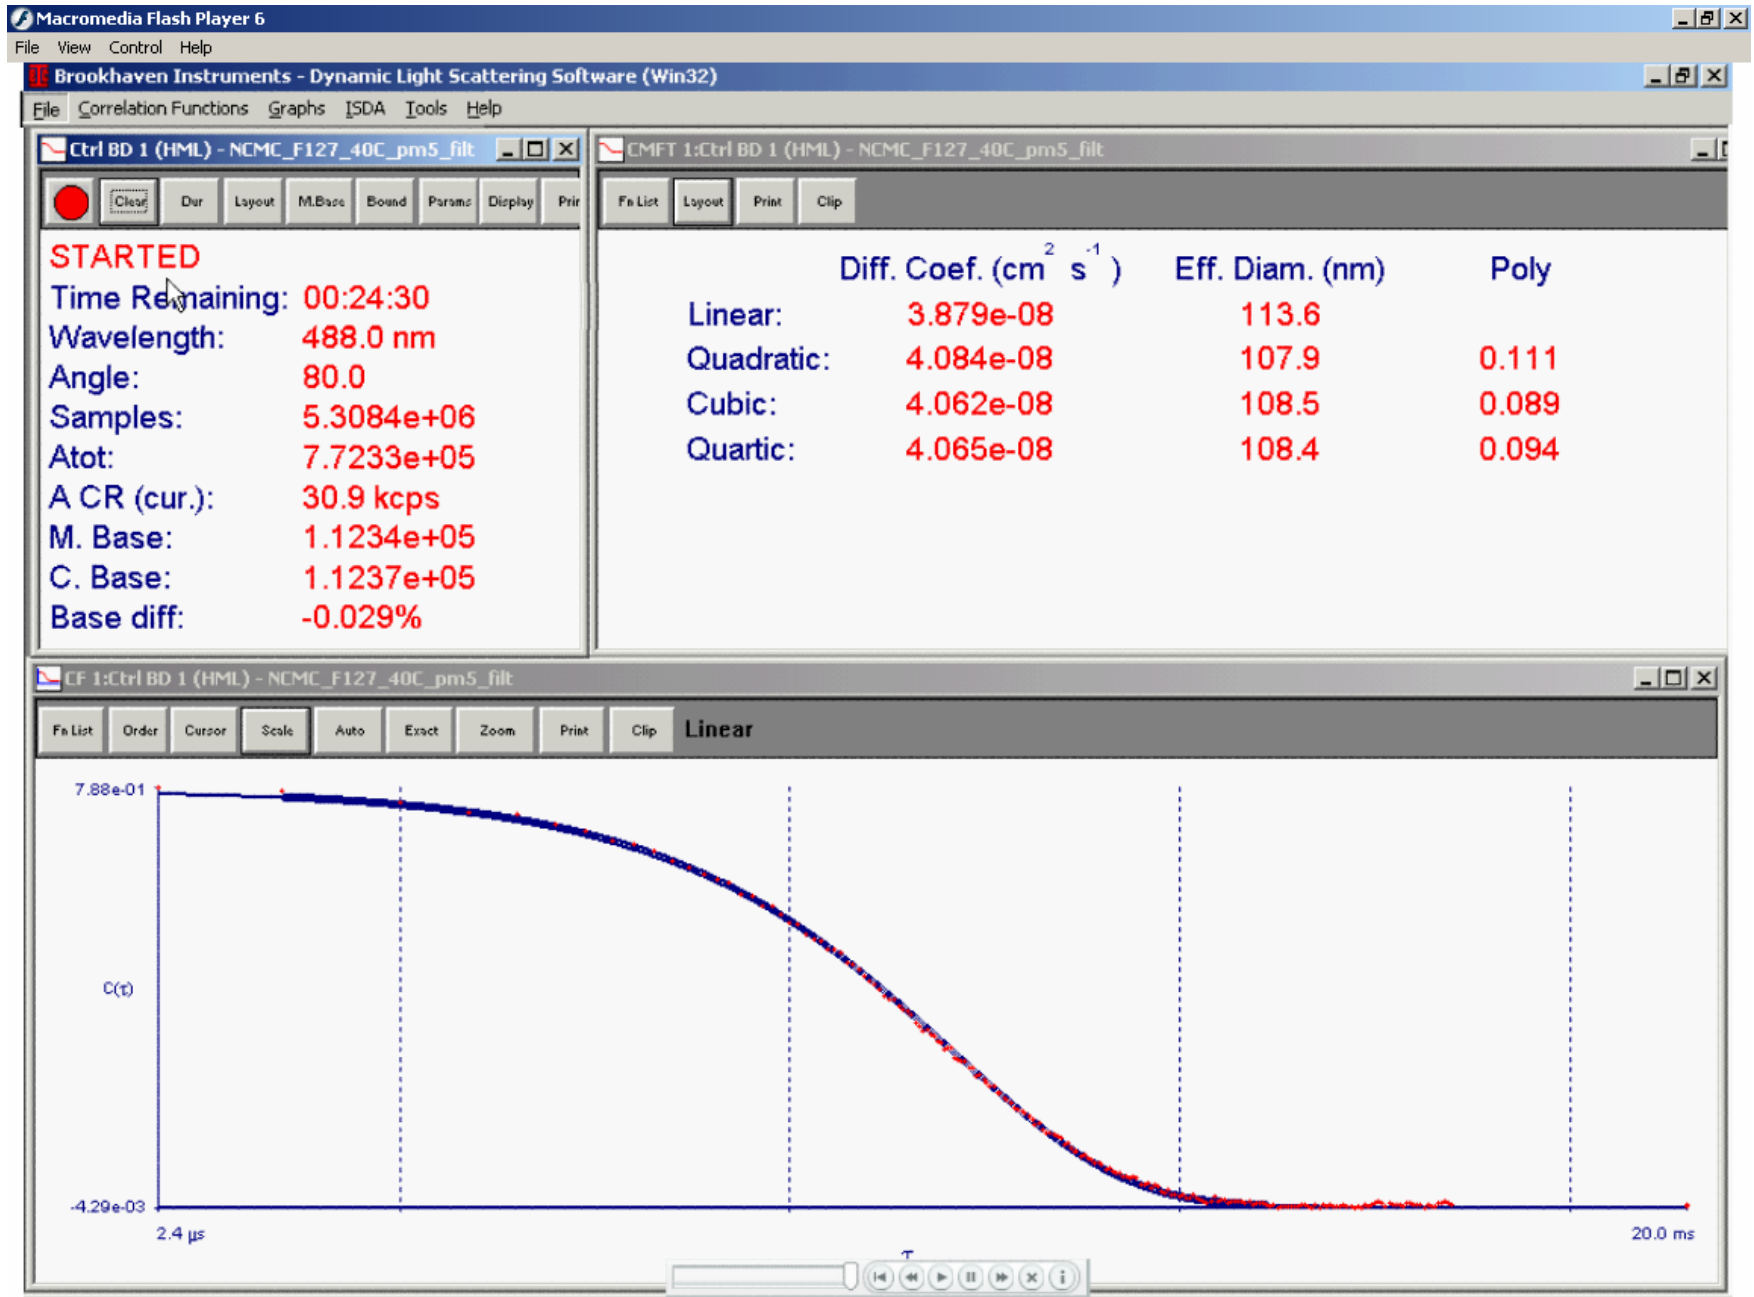 Macromedia Flash Player 6
File View Control Help
Brookhaven Instruments - Dynamic Light Scattering Software (Win32)
File Correlation Functions Graphs ISDA Tools Help
Ctrl BD 1 (HML) - NCMC_F127_40C_pm5_filt
Clear Dur Layout M.Base Bound Params Display Prin
STARTED
Time Remaining: 00:24:30
Wavelength: 488.0 nm
Angle: 80.0
Samples: 5.3084e+06
Atot: 7.7233e+05
A CR (cur.): 30.9 kcps
M. Base: 1.1234e+05
C. Base: 1.1237e+05
Base diff: -0.029%
CMFT 1:Ctrl BD 1 (HML) - NCMC_F127_40C_pm5_filt
Fn List Layout Print Clip
Diff. Coef. (cm² s⁻¹) Eff. Diam. (nm) Poly
Linear: 3.879e-08 113.6
Quadratic: 4.084e-08 107.9 0.111
Cubic: 4.062e-08 108.5 0.089
Quartic: 4.065e-08 108.4 0.094
CF 1:Ctrl BD 1 (HML) - NCMC_F127_40C_pm5_filt
Fn List Order Cursor Scale Auto Exact Zoom Print Clip Linear
7.88e-01
C(τ)
-4.29e-03
2.4 µs 20.0 ms
τ